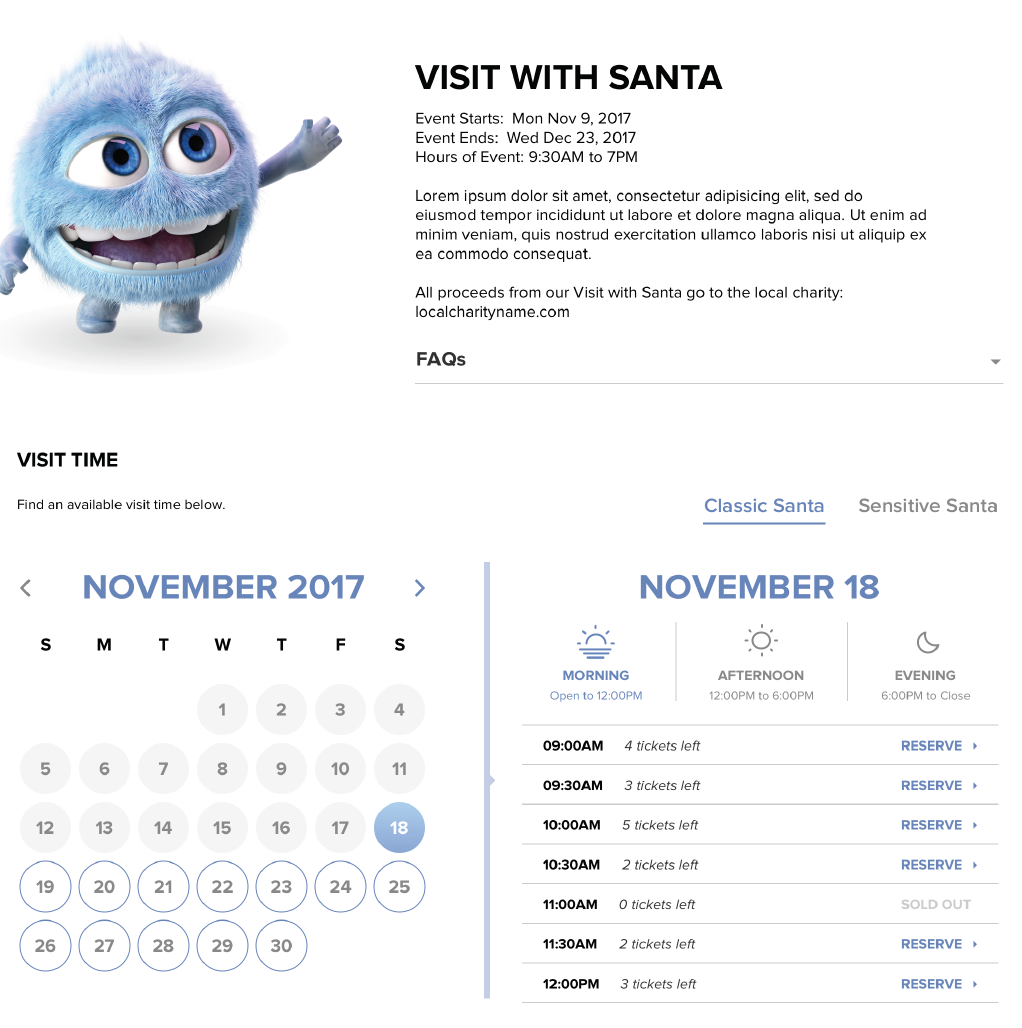 VISIT WITH SANTA
Event Starts:  Mon Nov 9, 2017
Event Ends:  Wed Dec 23, 2017
Hours of Event: 9:30AM to 7PM
Lorem ipsum dolor sit amet, consectetur adipisicing elit, sed do
eiusmod tempor incididunt ut labore et dolore magna aliqua. Ut enim ad
minim veniam, quis nostrud exercitation ullamco laboris nisi ut aliquip ex
ea commodo consequat.
All proceeds from our Visit with Santa go to the local charity:
localcharityname.com
FAQs
VISIT TIME
Find an available visit time below.
Classic Santa
Sensitive Santa
NOVEMBER 2017
S M T W T F S
1 2 3 4
5 6 7 8 9 10 11
12 13 14 15 16 17 18
19 20 21 22 23 24 25
26 27 28 29 30
NOVEMBER 18
MORNING
Open to 12:00PM
AFTERNOON
12:00PM to 6:00PM
EVENING
6:00PM to Close
09:00AM 4 tickets left RESERVE
09:30AM 3 tickets left RESERVE
10:00AM 5 tickets left RESERVE
10:30AM 2 tickets left RESERVE
11:00AM 0 tickets left SOLD OUT
11:30AM 2 tickets left RESERVE
12:00PM 3 tickets left RESERVE